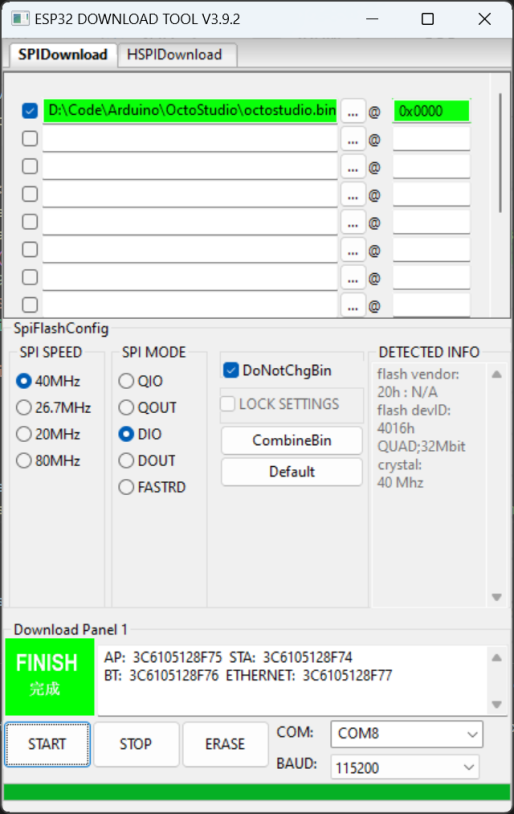 ESP32 DOWNLOAD TOOL V3.9.2
SPIDownload HSPIDownload
D:\Code\Arduino\OctoStudio\octostudio.bin ... @ 0x0000
... @
... @
... @
... @
... @
... @
... @
SpiFlashConfig
SPI SPEED
40MHz
26.7MHz
20MHz
80MHz
SPI MODE
QIO
QOUT
DIO
DOUT
FASTRD
DoNotChgBin
LOCK SETTINGS
CombineBin
Default
DETECTED INFO
flash vendor:
20h : N/A
flash devID:
4016h
QUAD;32Mbit
crystal:
40 Mhz
Download Panel 1
FINISH
完成
AP: 3C6105128F75 STA: 3C6105128F74
BT: 3C6105128F76 ETHERNET: 3C6105128F77
START STOP ERASE
COM: COM8
BAUD: 115200